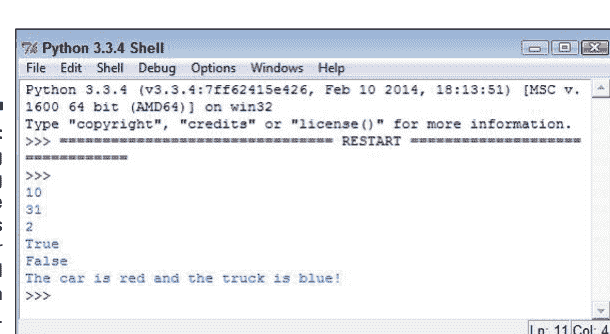 Python 3.3.4 Shell
File Edit Shell Debug Options Windows Help
Python 3.3.4 (v3.3.4:7ff62415e426, Feb 10 2014, 18:13:51) [MSC v.
1600 64 bit (AMD64)] on win32
Type "copyright", "credits" or "license()" for more information.
>>> ================================ RESTART ====================
============
>>>
10
31
2
True
False
The car is red and the truck is blue!
>>>
Ln: 11 Col: 4